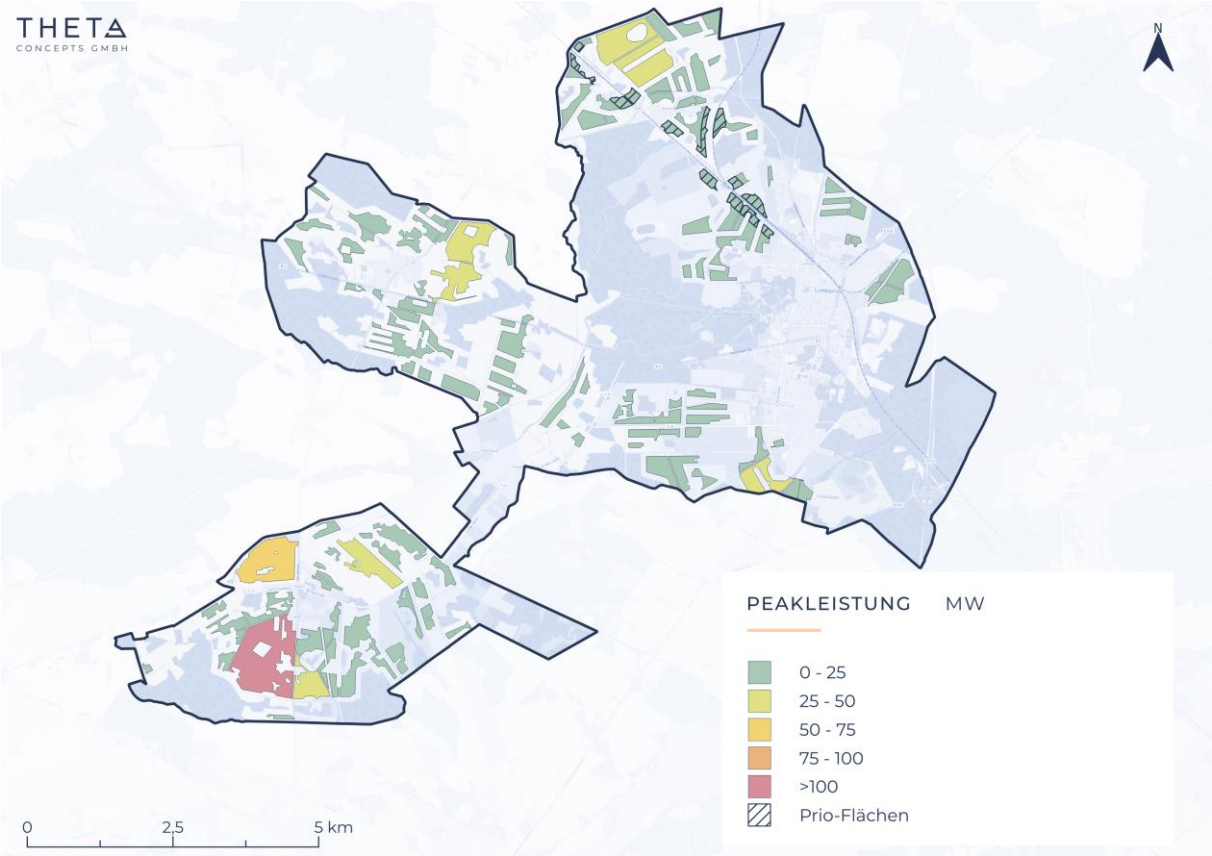 THETA
CONCEPTS GMBH
N
PEAKLEISTUNG MW
0 - 25
25 - 50
50 - 75
75 - 100
>100
Prio-Flächen
0 2,5 5 km